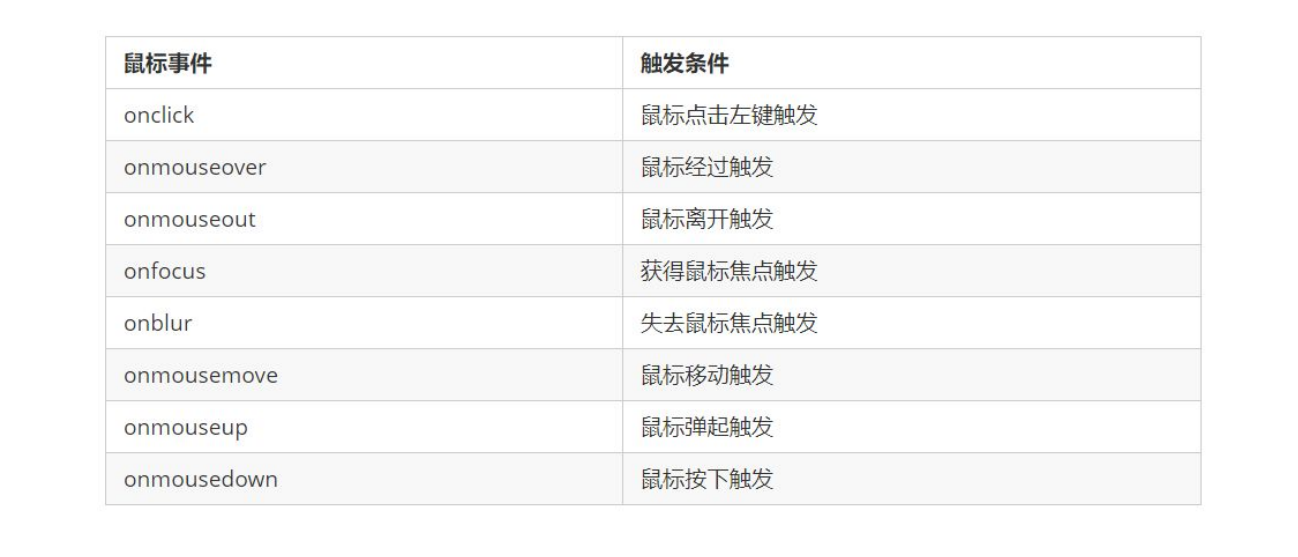 鼠标事件 触发条件
onclick 鼠标点击左键触发
onmouseover 鼠标经过触发
onmouseout 鼠标离开触发
onfocus 获得鼠标焦点触发
onblur 失去鼠标焦点触发
onmousemove 鼠标移动触发
onmouseup 鼠标弹起触发
onmousedown 鼠标按下触发